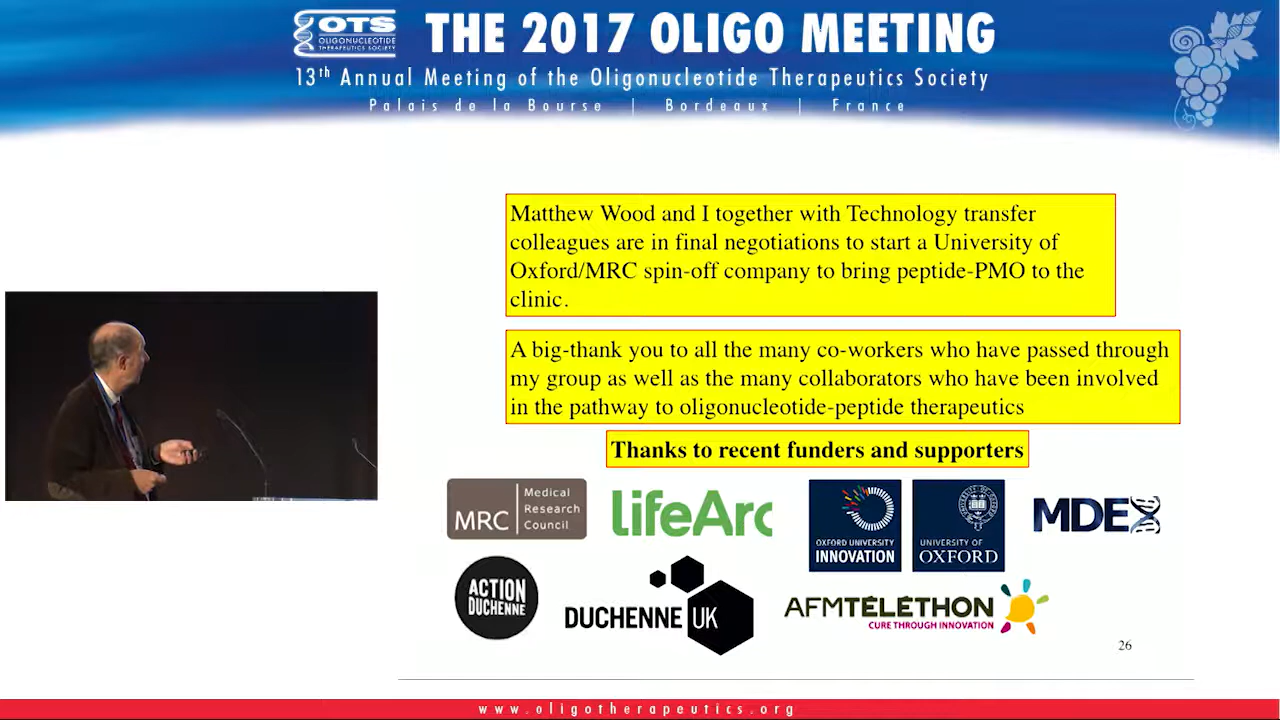 OTS
OLIGONUCLEOTIDE
THERAPEUTICS SOCIETY
THE 2017 OLIGO MEETING
13th Annual Meeting of the Oligonucleotide Therapeutics Society
Palais de la Bourse | Bordeaux | France
Matthew Wood and I together with Technology transfer
colleagues are in final negotiations to start a University of
Oxford/MRC spin-off company to bring peptide-PMO to the
clinic.
A big-thank you to all the many co-workers who have passed through
my group as well as the many collaborators who have been involved
in the pathway to oligonucleotide-peptide therapeutics
Thanks to recent funders and supporters
MRC
Medical
Research
Council
lifeArc
OXFORD UNIVERSITY
INNOVATION
UNIVERSITY OF
OXFORD
MDEX
ACTION
DUCHENNE
DUCHENNE UK
AFMTÉLÉTHON
CURE THROUGH INNOVATION
26
www.oligotherapeutics.org